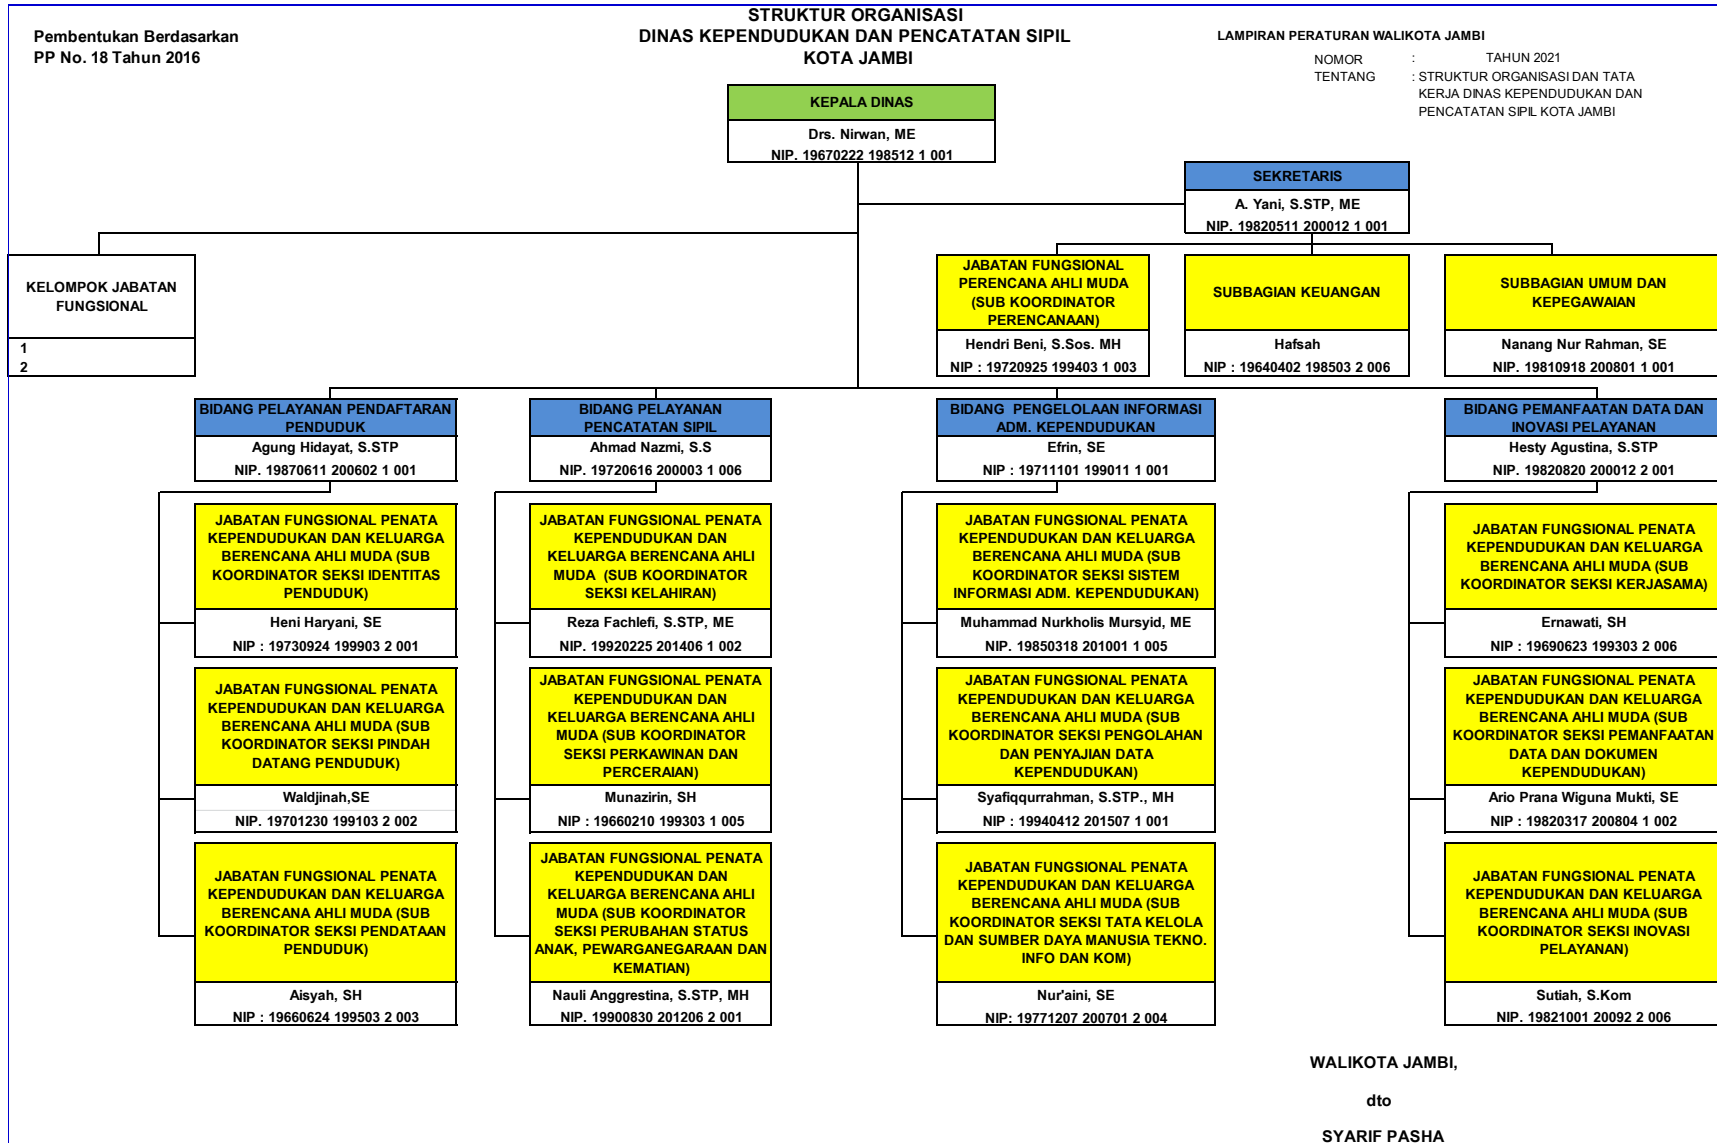 STRUKTUR ORGANISASI
DINAS KEPENDUDUKAN DAN PENCATATAN SIPIL
KOTA JAMBI
Pembentukan Berdasarkan
PP No. 18 Tahun 2016
LAMPIRAN PERATURAN WALIKOTA JAMBI
NOMOR : TAHUN 2021
TENTANG : STRUKTUR ORGANISASI DAN TATA
KERJA DINAS KEPENDUDUKAN DAN
PENCATATAN SIPIL KOTA JAMBI
KEPALA DINAS
Drs. Nirwan, ME
NIP. 19670222 198512 1 001
SEKRETARIS
A. Yani, S.STP, ME
NIP. 19820511 200012 1 001
KELOMPOK JABATAN
FUNGSIONAL
1
2
JABATAN FUNGSIONAL
PERENCANA AHLI MUDA
(SUB KOORDINATOR
PERENCANAAN)
Hendri Beni, S.Sos. MH
NIP : 19720925 199403 1 003
SUBBAGIAN KEUANGAN
Hafsah
NIP : 19640402 198503 2 006
SUBBAGIAN UMUM DAN
KEPEGAWAIAN
Nanang Nur Rahman, SE
NIP. 19810918 200801 1 001
BIDANG PELAYANAN PENDAFTARAN
PENDUDUK
Agung Hidayat, S.STP
NIP. 19870611 200602 1 001
JABATAN FUNGSIONAL PENATA
KEPENDUDUKAN DAN KELUARGA
BERENCANA AHLI MUDA (SUB
KOORDINATOR SEKSI IDENTITAS
PENDUDUK)
Heni Haryani, SE
NIP : 19730924 199903 2 001
JABATAN FUNGSIONAL PENATA
KEPENDUDUKAN DAN KELUARGA
BERENCANA AHLI MUDA (SUB
KOORDINATOR SEKSI PINDAH
DATANG PENDUDUK)
Waldjinah,SE
NIP. 19701230 199103 2 002
JABATAN FUNGSIONAL PENATA
KEPENDUDUKAN DAN KELUARGA
BERENCANA AHLI MUDA (SUB
KOORDINATOR SEKSI PENDATAAN
PENDUDUK)
Aisyah, SH
NIP : 19660624 199503 2 003
BIDANG PELAYANAN
PENCATATAN SIPIL
Ahmad Nazmi, S.S
NIP. 19720616 200003 1 006
JABATAN FUNGSIONAL PENATA
KEPENDUDUKAN DAN
KELUARGA BERENCANA AHLI
MUDA (SUB KOORDINATOR
SEKSI KELAHIRAN)
Reza Fachlefi, S.STP, ME
NIP. 19920225 201406 1 002
JABATAN FUNGSIONAL PENATA
KEPENDUDUKAN DAN
KELUARGA BERENCANA AHLI
MUDA (SUB KOORDINATOR
SEKSI PERKAWINAN DAN
PERCERAIAN)
Munazirin, SH
NIP : 19660210 199303 1 005
JABATAN FUNGSIONAL PENATA
KEPENDUDUKAN DAN
KELUARGA BERENCANA AHLI
MUDA (SUB KOORDINATOR
SEKSI PERUBAHAN STATUS
ANAK, PEWARGANEGARAAN DAN
KEMATIAN)
Nauli Anggrestina, S.STP, MH
NIP. 19900830 201206 2 001
BIDANG PENGELOLAAN INFORMASI
ADM. KEPENDUDUKAN
Efrin, SE
NIP : 19711101 199011 1 001
JABATAN FUNGSIONAL PENATA
KEPENDUDUKAN DAN KELUARGA
BERENCANA AHLI MUDA (SUB
KOORDINATOR SEKSI SISTEM
INFORMASI ADM. KEPENDUDUKAN)
Muhammad Nurkholis Mursyid, ME
NIP. 19850318 201001 1 005
JABATAN FUNGSIONAL PENATA
KEPENDUDUKAN DAN KELUARGA
BERENCANA AHLI MUDA (SUB
KOORDINATOR SEKSI PENGOLAHAN
DAN PENYAJIAN DATA
KEPENDUDUKAN)
Syafiqqurrahman, S.STP., MH
NIP : 19940412 201507 1 001
JABATAN FUNGSIONAL PENATA
KEPENDUDUKAN DAN KELUARGA
BERENCANA AHLI MUDA (SUB
KOORDINATOR SEKSI TATA KELOLA
DAN SUMBER DAYA MANUSIA TEKNO.
INFO DAN KOM)
Nur'aini, SE
NIP: 19771207 200701 2 004
BIDANG PEMANFAATAN DATA DAN
INOVASI PELAYANAN
Hesty Agustina, S.STP
NIP. 19820820 200012 2 001
JABATAN FUNGSIONAL PENATA
KEPENDUDUKAN DAN KELUARGA
BERENCANA AHLI MUDA (SUB
KOORDINATOR SEKSI KERJASAMA)
Ernawati, SH
NIP : 19690623 199303 2 006
JABATAN FUNGSIONAL PENATA
KEPENDUDUKAN DAN KELUARGA
BERENCANA AHLI MUDA (SUB
KOORDINATOR SEKSI PEMANFAATAN
DATA DAN DOKUMEN
KEPENDUDUKAN)
Ario Prana Wiguna Mukti, SE
NIP : 19820317 200804 1 002
JABATAN FUNGSIONAL PENATA
KEPENDUDUKAN DAN KELUARGA
BERENCANA AHLI MUDA (SUB
KOORDINATOR SEKSI INOVASI
PELAYANAN)
Sutiah, S.Kom
NIP. 19821001 20092 2 006
WALIKOTA JAMBI,
dto
SYARIF PASHA